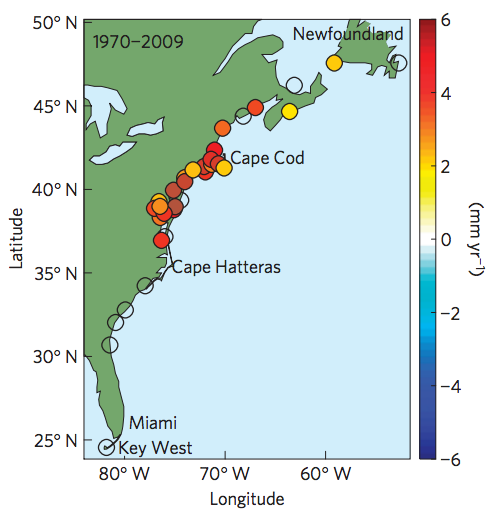 50° N
1970–2009
Newfoundland
6
45° N
4
Cape Cod
2
40° N
Latitude
0
(mm yr⁻¹)
Cape Hatteras
35° N
−2
30° N
−4
Miami
25° N
Key West
−6
80° W
70° W
60° W
Longitude